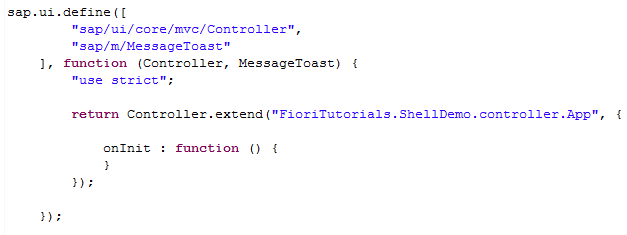 sap.ui.define([
        "sap/ui/core/mvc/Controller",
        "sap/m/MessageToast"
    ], function (Controller, MessageToast) {
        "use strict";
        return Controller.extend("FioriTutorials.ShellDemo.controller.App", {
            onInit : function () {
            }
        });
    });